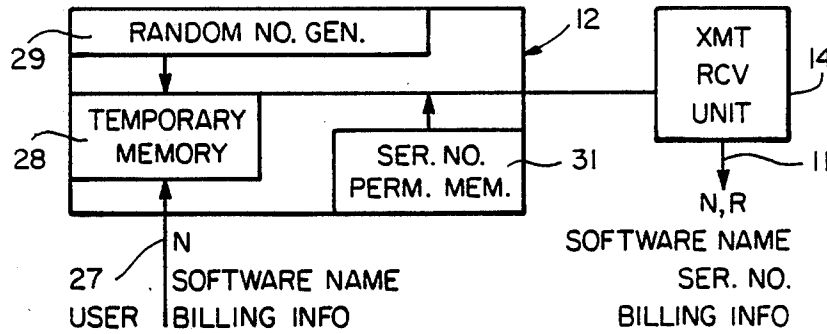 RANDOM NO. GEN.
29
12
XMT
RCV
UNIT
14
TEMPORARY
MEMORY
28
SER. NO.
PERM. MEM.
31
11
N,R
SOFTWARE NAME
SER. NO.
BILLING INFO
N
27 SOFTWARE NAME
USER BILLING INFO